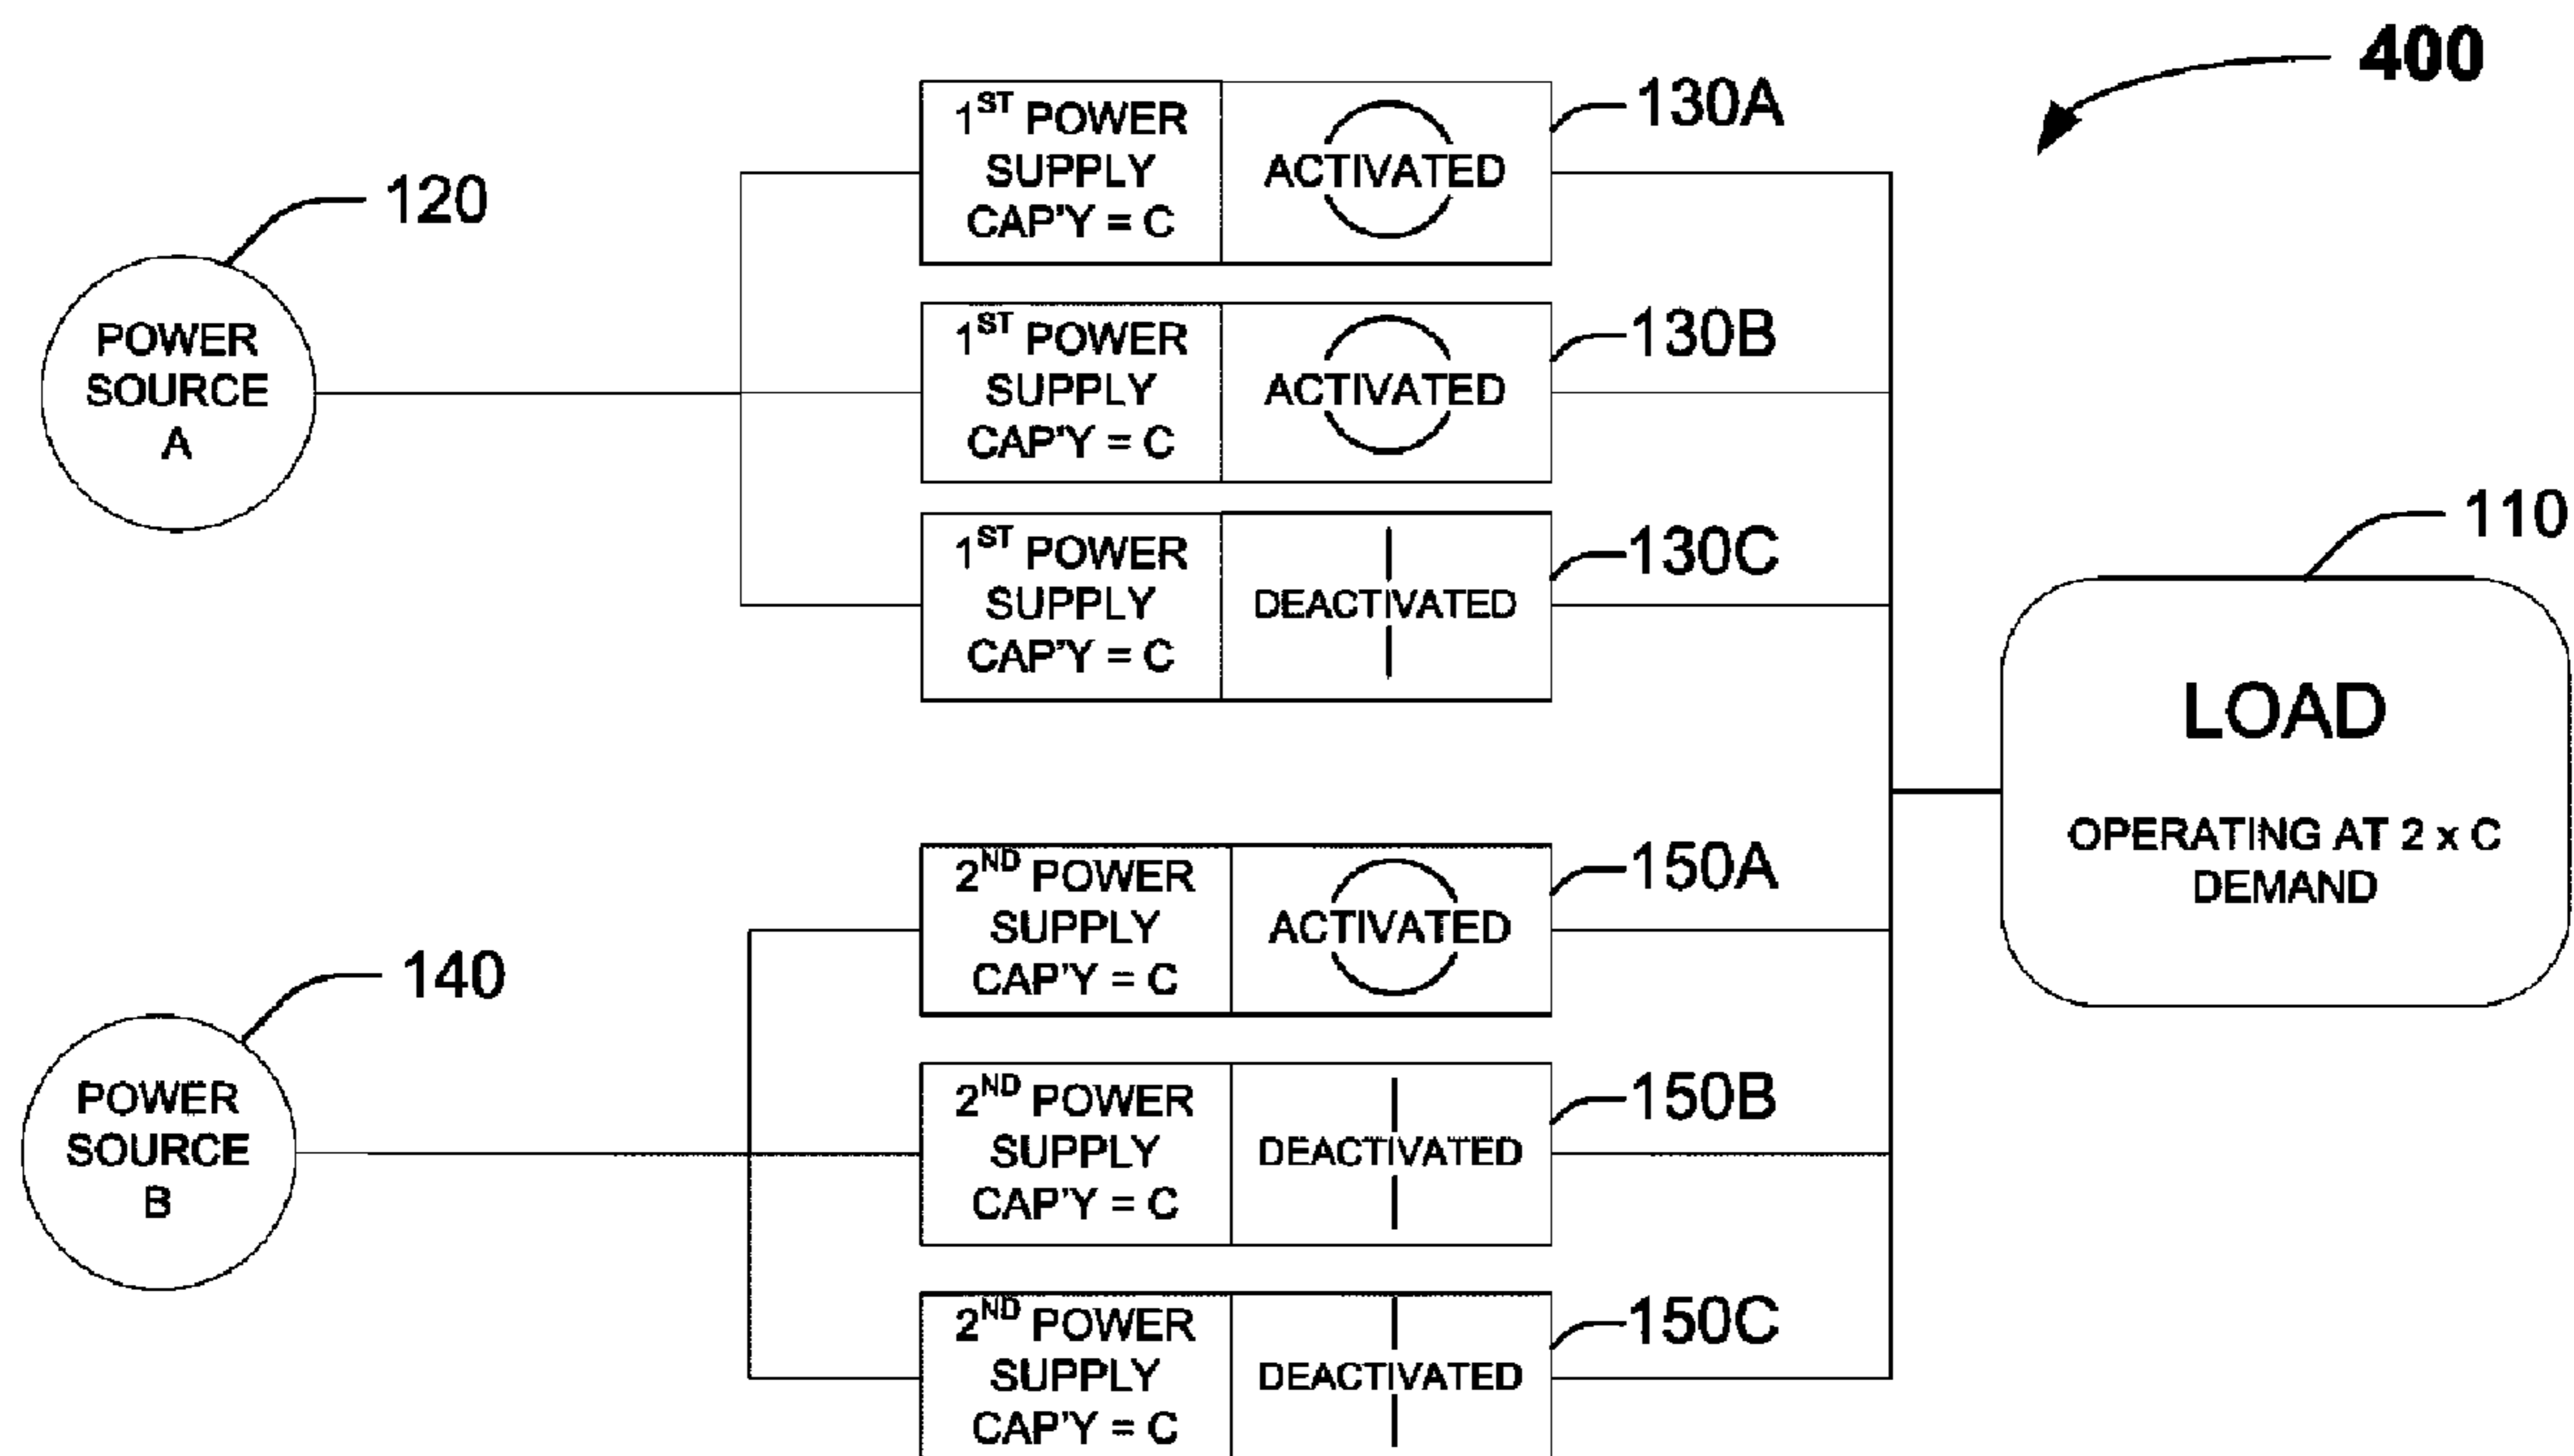 400
120
POWER
SOURCE
A
1ST POWER
SUPPLY
CAP'Y = C
ACTIVATED
130A
1ST POWER
SUPPLY
CAP'Y = C
ACTIVATED
130B
1ST POWER
SUPPLY
CAP'Y = C
DEACTIVATED
130C
110
LOAD
OPERATING AT 2 x C
DEMAND
140
POWER
SOURCE
B
2ND POWER
SUPPLY
CAP'Y = C
ACTIVATED
150A
2ND POWER
SUPPLY
CAP'Y = C
DEACTIVATED
150B
2ND POWER
SUPPLY
CAP'Y = C
DEACTIVATED
150C